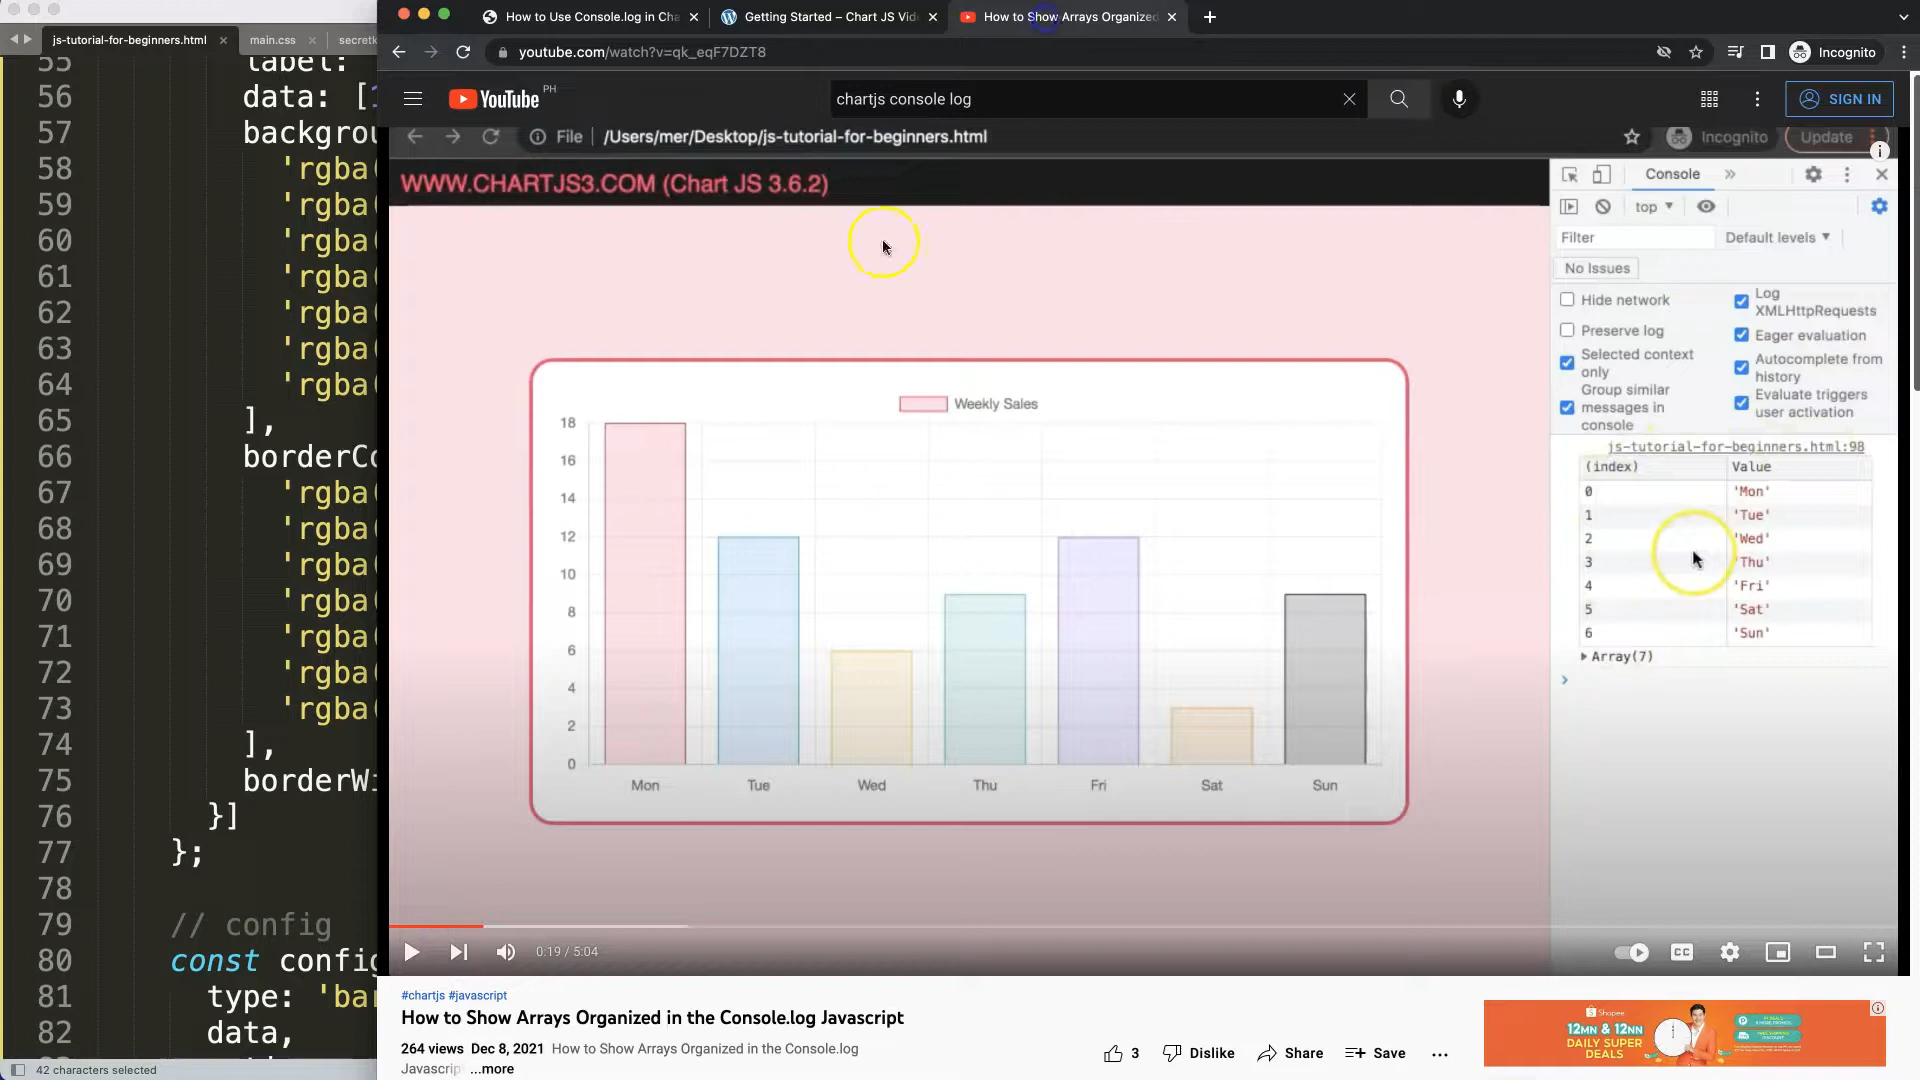 How to Use Console.log in Cha
Getting Started – Chart JS Vid
How to Show Arrays Organized
youtube.com/watch?v=qk_eqF7DZT8
Incognito
js-tutorial-for-beginners.html
main.css
secretk
YouTube PH
chartjs console log
SIGN IN
File
/Users/mer/Desktop/js-tutorial-for-beginners.html
Incognito
Update
WWW.CHARTJS3.COM (Chart JS 3.6.2)
Console
top
Filter
Default levels
No Issues
Hide network
Log XMLHttpRequests
Preserve log
Eager evaluation
Selected context only
Autocomplete from history
Group similar messages in console
Evaluate triggers user activation
js-tutorial-for-beginners.html:98
(index) Value
0 'Mon'
1 'Tue'
2 'Wed'
3 'Thu'
4 'Fri'
5 'Sat'
6 'Sun'
Array(7)
Weekly Sales
18
16
14
12
10
8
6
4
2
0
Mon Tue Wed Thu Fri Sat Sun
55 label:
56 data: [1
57 backgrou
58 'rgba(
59 'rgba(
60 'rgba(
61 'rgba(
62 'rgba(
63 'rgba(
64 'rgba(
65 ],
66 borderCo
67 'rgba(
68 'rgba(
69 'rgba(
70 'rgba(
71 'rgba(
72 'rgba(
73 'rgba(
74 ],
75 borderWi
76 }]
77 };
78
79 // config
80 const config
81 type: 'bar
82 data,
42 characters selected
0:19 / 5:04
CC
#chartjs #javascript
How to Show Arrays Organized in the Console.log Javascript
264 views Dec 8, 2021 How to Show Arrays Organized in the Console.log
Javascrip ...more
3
Dislike
Share
Save
Shopee
12MN & 12NN
DAILY SUPER
DEALS